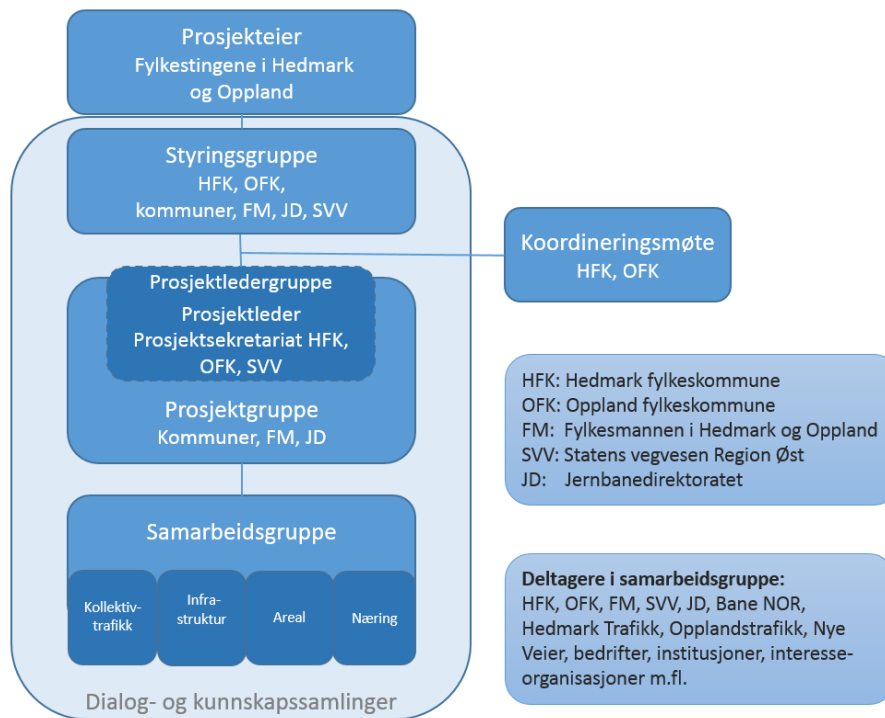 Prosjekteier
Fylkestingene i Hedmark
og Oppland
Styringsgruppe
HFK, OFK,
kommuner, FM, JD, SVV
Koordineringsmøte
HFK, OFK
Prosjektledergruppe
Prosjektleder
Prosjektsekretariat HFK,
OFK, SVV
Prosjektgruppe
Kommuner, FM, JD
HFK: Hedmark fylkeskommune
OFK: Oppland fylkeskommune
FM: Fylkesmannen i Hedmark og Oppland
SVV: Statens vegvesen Region Øst
JD: Jernbanedirektoratet
Samarbeidsgruppe
Kollektiv-
trafikk
Infra-
struktur
Areal
Næring
Deltagere i samarbeidsgruppe:
HFK, OFK, FM, SVV, JD, Bane NOR,
Hedmark Trafikk, Opplandstrafikk, Nye
Veier, bedrifter, institusjoner, interesse-
organisasjoner m.fl.
Dialog- og kunnskapssamlinger